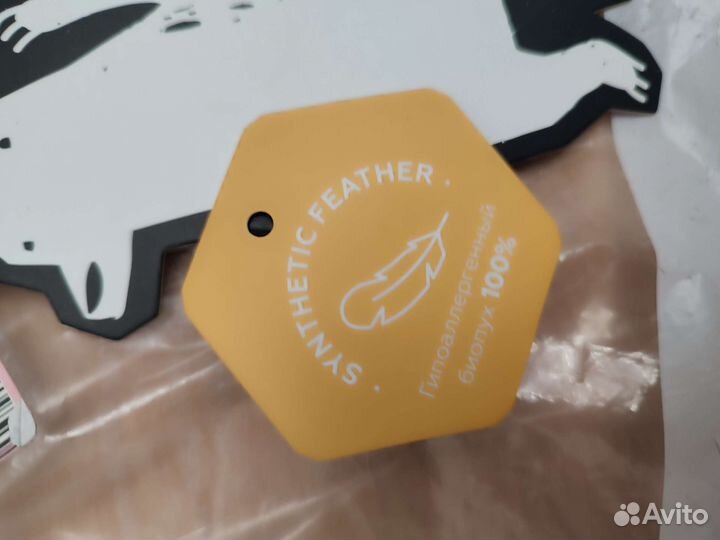 SYNTHETIC FEATHER
Гипоаллергенный
биопух 100%
Avito